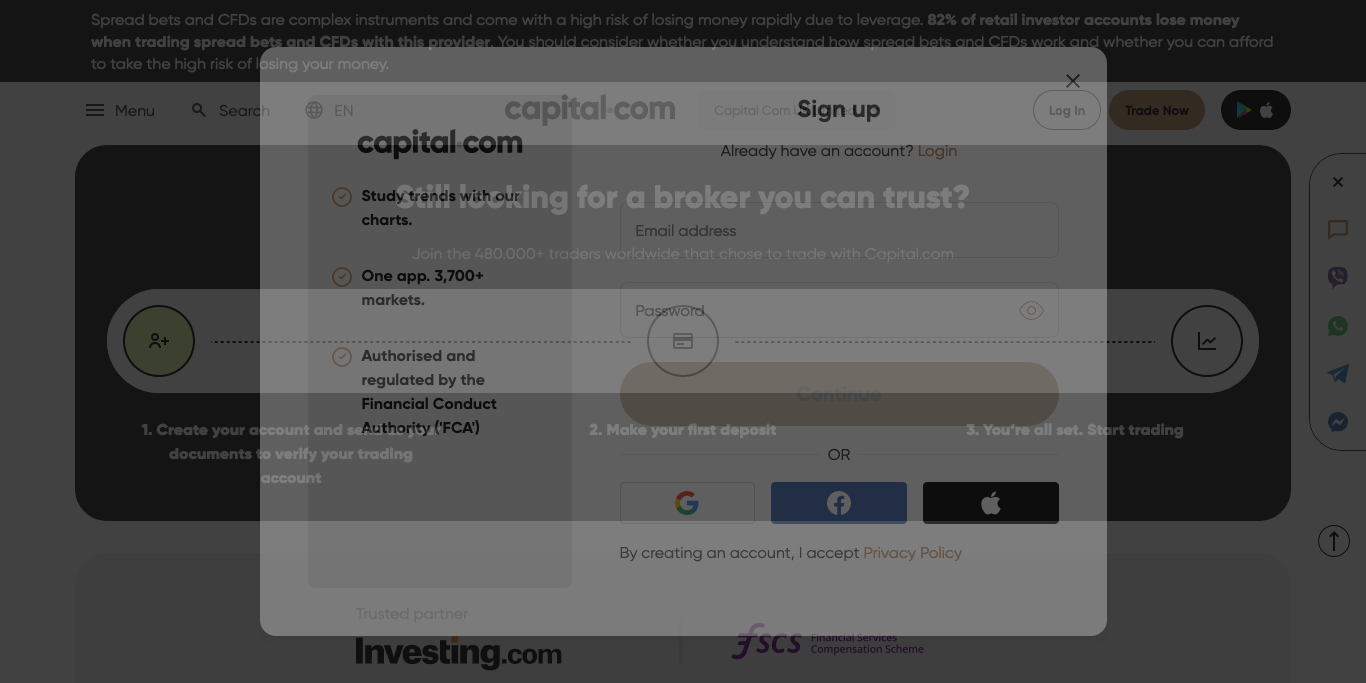 Spread bets and CFDs are complex instruments and come with a high risk of losing money rapidly due to leverage. 82% of retail investor accounts lose money
when trading spread bets and CFDs with this provider. You should consider whether you understand how spread bets and CFDs work and whether you can afford
to take the high risk of losing your money.
Menu
Search
EN
capital.com
Capital Com
Log In
Trade Now
Sign up
Already have an account? Login
capital.com
Study trends with our
charts.
One app. 3,700+
markets.
Authorised and
regulated by the
Financial Conduct
Authority ('FCA')
Still looking for a broker you can trust?
Join the 480.000+ traders worldwide that chose to trade with Capital.com
Email address
Password
Continue
OR
By creating an account, I accept Privacy Policy
1. Create your account and
documents to verify your trading
account
2. Make your first deposit
3. You're all set. Start trading
Trusted partner
Investing.com
fscs
Financial Services
Compensation Scheme